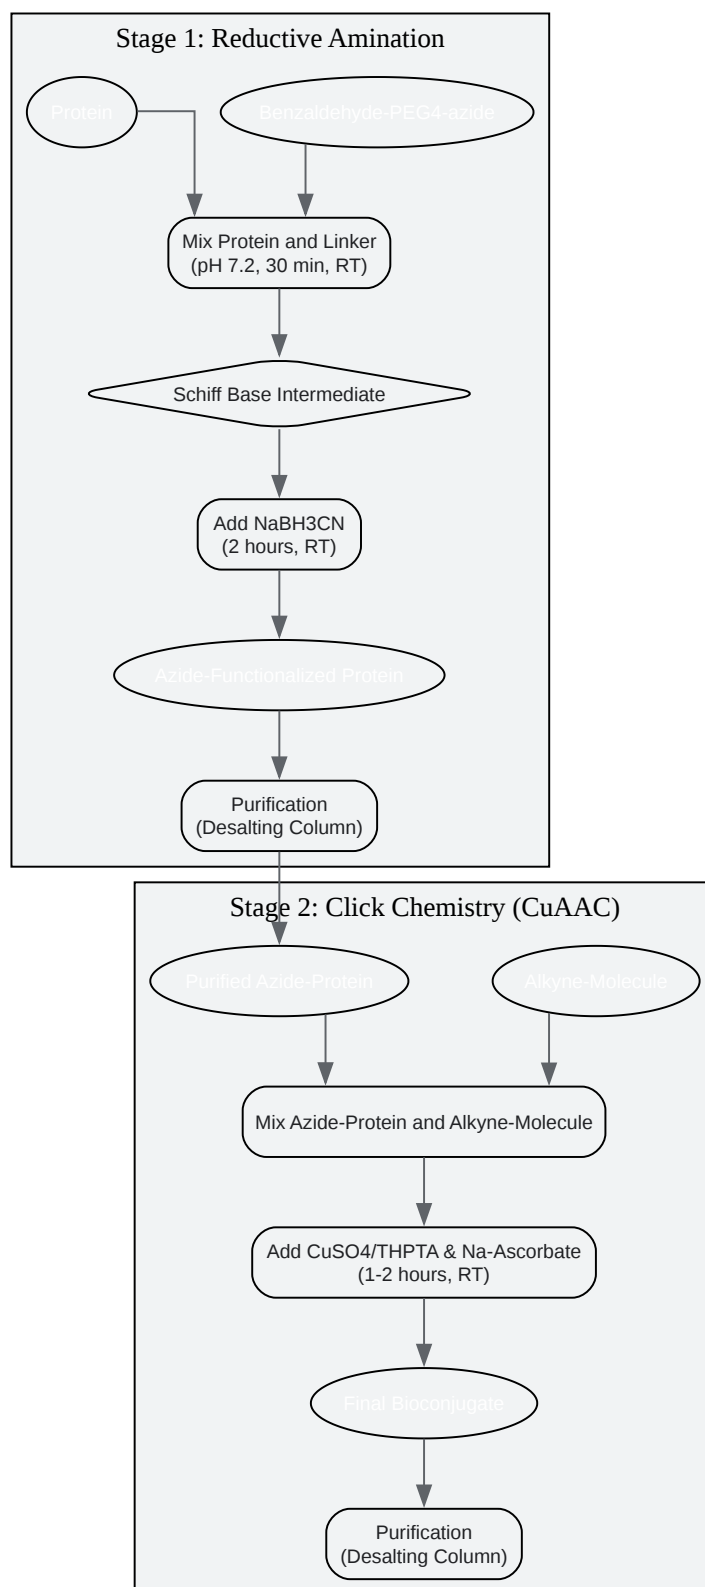 Stage 1: Reductive Amination
Protein
Benzaldehyde-PEG4-azide
Mix Protein and Linker
(pH 7.2, 30 min, RT)
Schiff Base Intermediate
Add NaBH3CN
(2 hours, RT)
Azide-Functionalized Protein
Purification
(Desalting Column)
Stage 2: Click Chemistry (CuAAC)
Purified Azide-Protein
Alkyne-Molecule
Mix Azide-Protein and Alkyne-Molecule
Add CuSO4/THPTA & Na-Ascorbate
(1-2 hours, RT)
Final Bioconjugate
Purification
(Desalting Column)